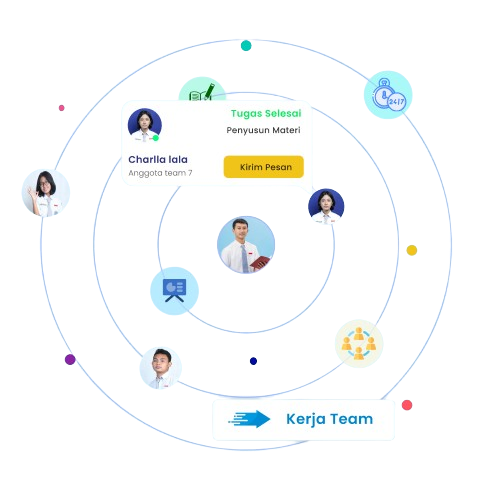 24|7
Tugas Selesai
Penyusun Materi
Charlla lala
Anggota team 7
Kirim Pesan
Kerja Team